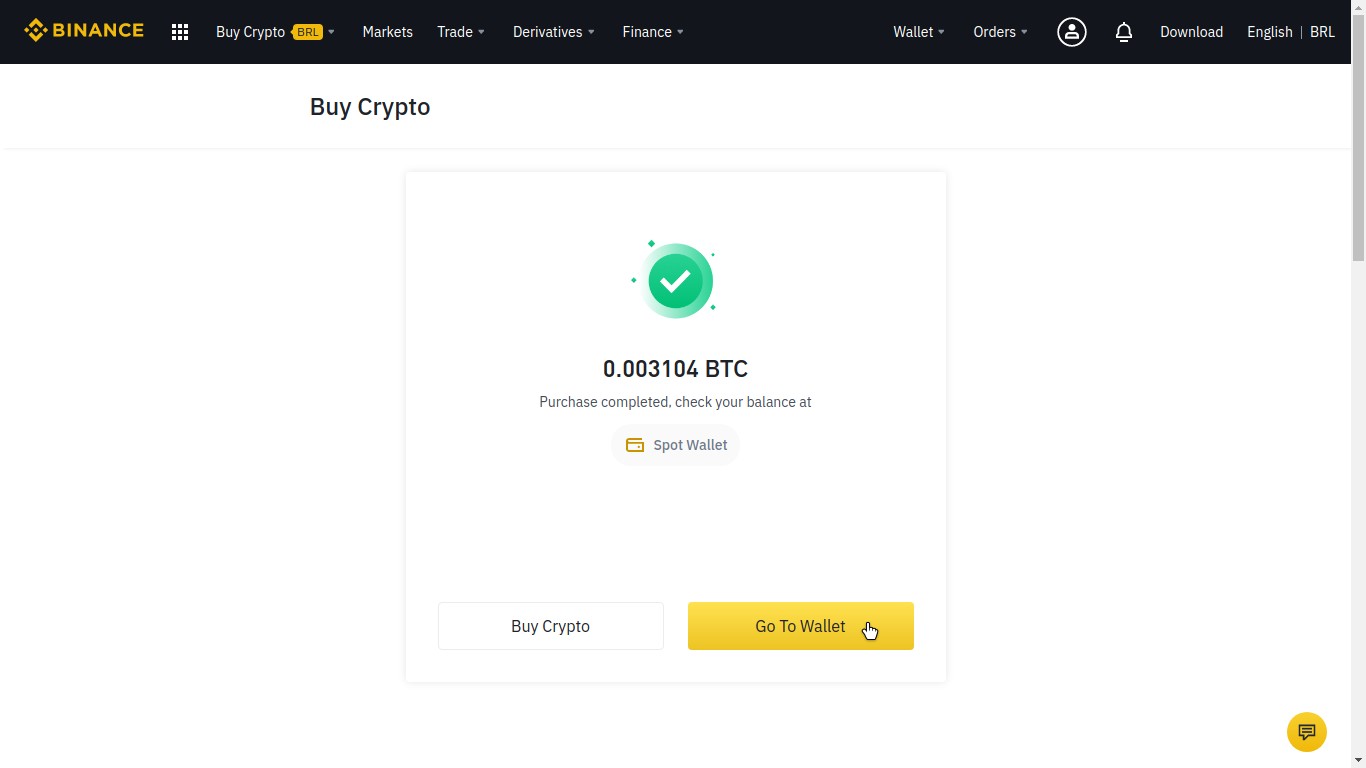 BINANCE Buy Crypto BRL Markets Trade Derivatives Finance Wallet Orders Download English | BRL
Buy Crypto
0.003104 BTC
Purchase completed, check your balance at
Spot Wallet
Buy Crypto Go To Wallet